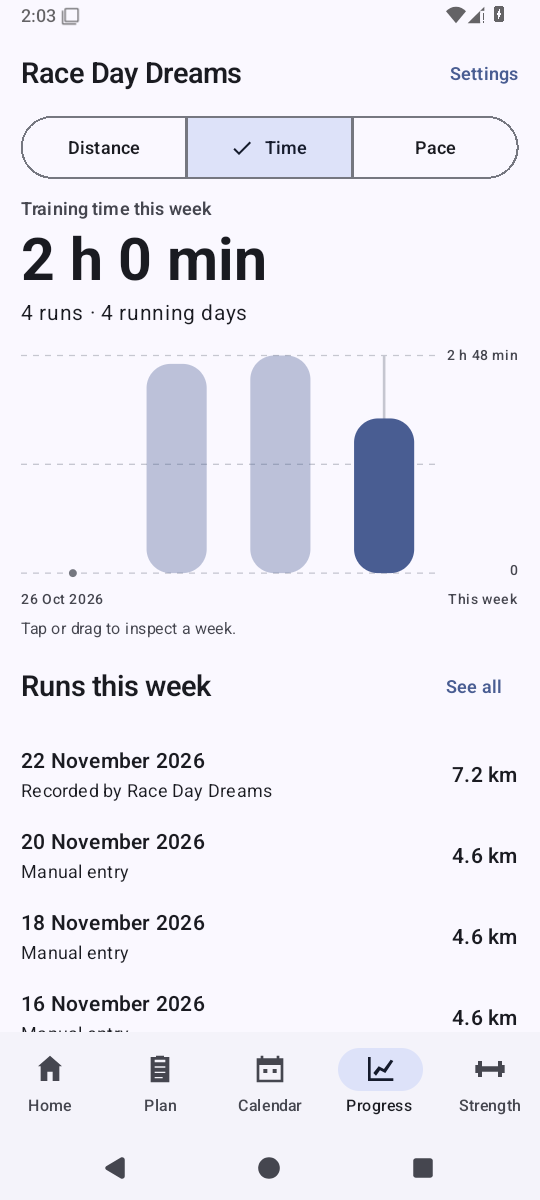 2:03
Race Day Dreams
Settings
Distance
Time
Pace
Training time this week
2 h 0 min
4 runs · 4 running days
2 h 48 min
0
26 Oct 2026
This week
Tap or drag to inspect a week.
Runs this week
See all
22 November 2026
7.2 km
Recorded by Race Day Dreams
20 November 2026
4.6 km
Manual entry
18 November 2026
4.6 km
Manual entry
16 November 2026
4.6 km
Manual entry
Home
Plan
Calendar
Progress
Strength